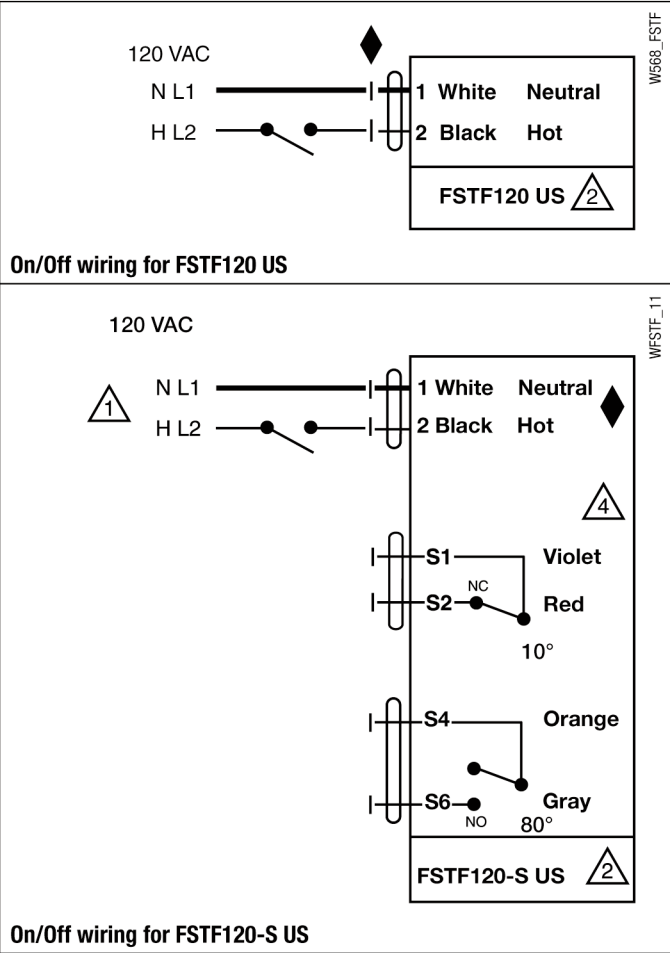 W568_FSTF
120 VAC
N L1
1 White Neutral
H L2
2 Black Hot
FSTF120 US 2
On/Off wiring for FSTF120 US
WFSTF_11
120 VAC
1
N L1
1 White Neutral
H L2
2 Black Hot
4
S1 Violet
NC
S2 Red
10°
S4 Orange
S6 Gray
NO
80°
FSTF120-S US 2
On/Off wiring for FSTF120-S US